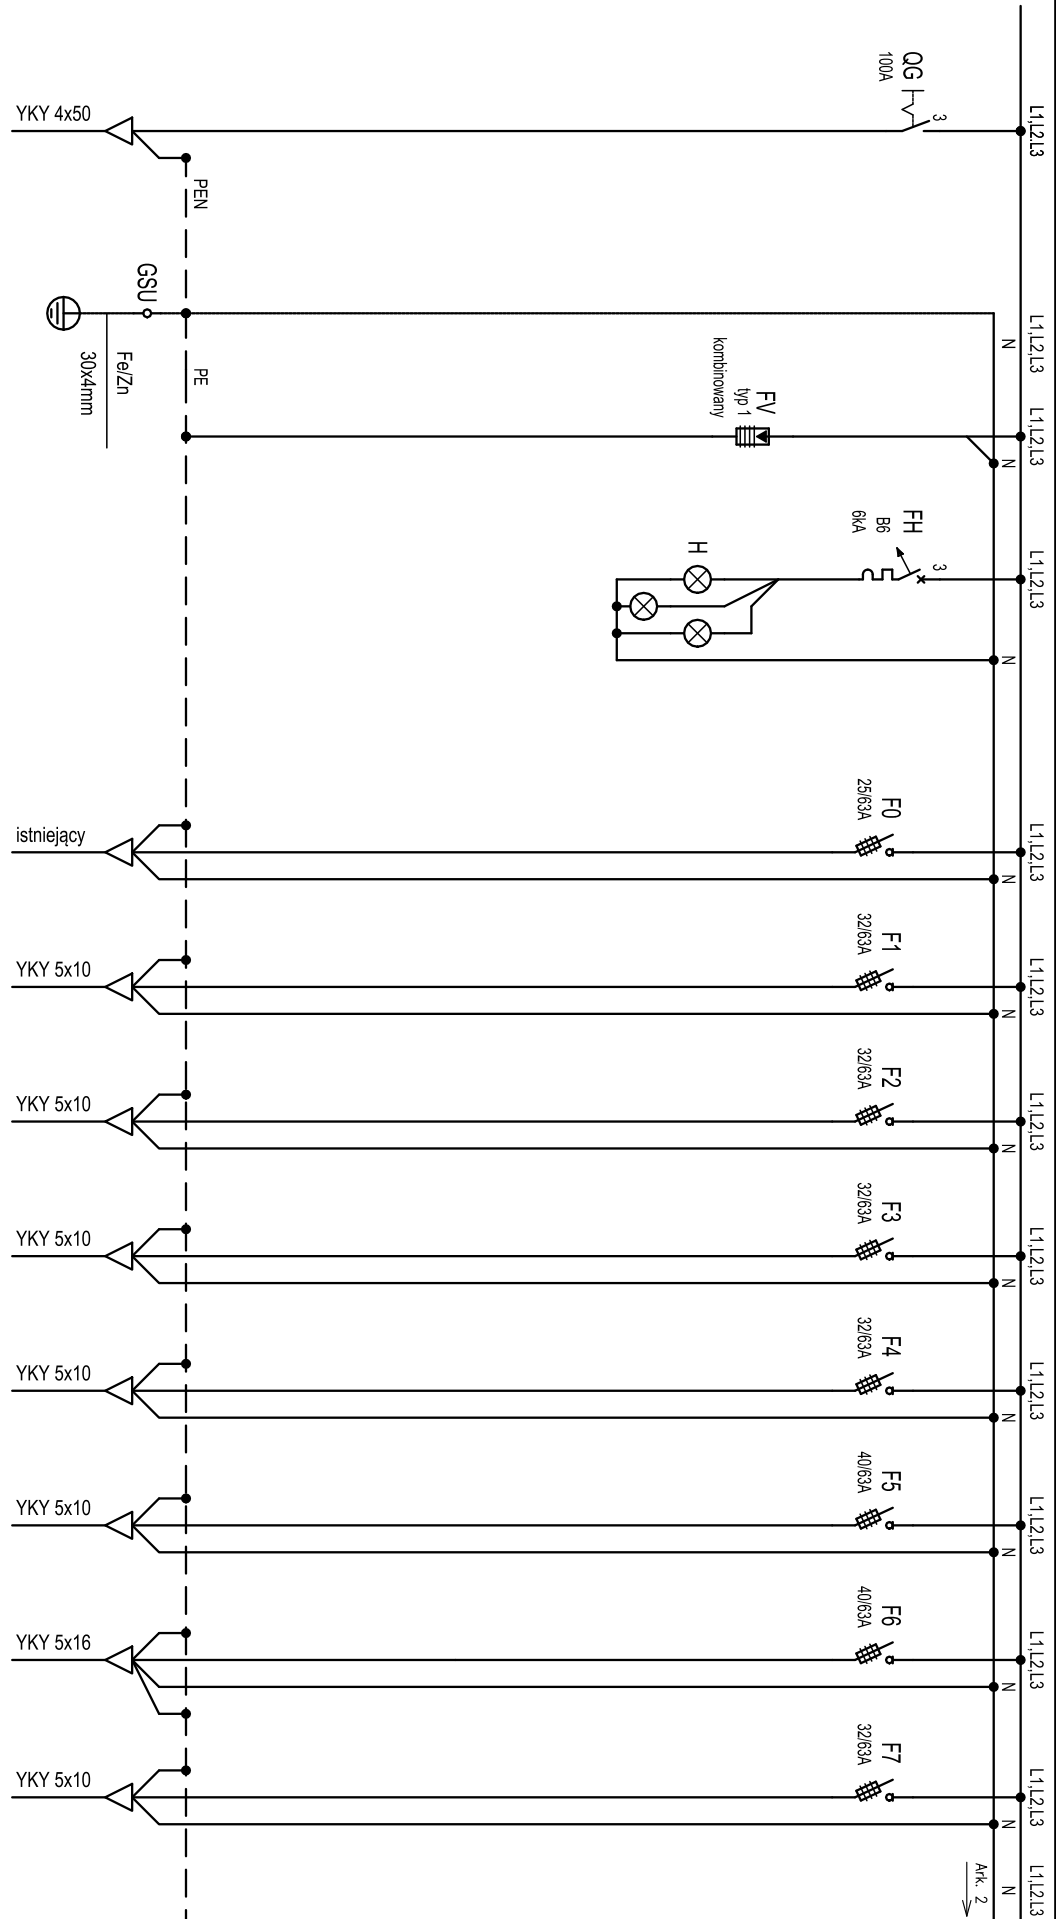 L1,L2.L3
QG
100A
3
YKY 4x50
PEN
L1,L2,L3
N
GSU
Fe/Zn
30x4mm
PE
L1,L2,L3
N
FV
typ 1
kombinowany
L1,L2,L3
N
FH
B6
6kA
3
H
L1,L2,L3
N
F0
25/63A
istniejący
L1,L2,L3
N
F1
32/63A
YKY 5x10
L1,L2,L3
N
F2
32/63A
YKY 5x10
L1,L2,L3
N
F3
32/63A
YKY 5x10
L1,L2,L3
N
F4
32/63A
YKY 5x10
L1,L2,L3
N
F5
40/63A
YKY 5x10
L1,L2,L3
N
F6
40/63A
YKY 5x16
L1,L2,L3
N
F7
32/63A
YKY 5x10
L1,L2.L3
N
Ark. 2